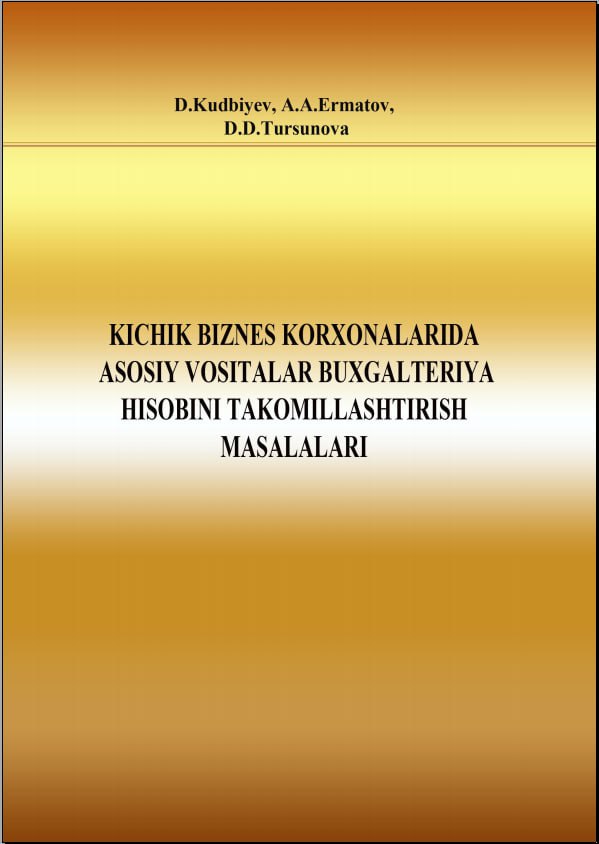 D.Kudbiyev, A.A.Ermatov,
D.D.Tursunova
KICHIK BIZNES KORXONALARIDA
ASOSIY VOSITALAR BUXGALTERIYA
HISOBINI TAKOMILLASHTIRISH
MASALALARI